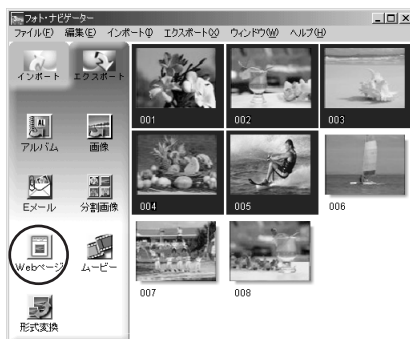 フォト・ナビゲーター
ファイル(F) 編集(E) インポート(I) エクスポート(X) ウィンドウ(W) ヘルプ(H)
インポート エクスポート
アルバム 画像
Eメール 分割画像
Webページ ムービー
形式変換
001 002 003
004 005 006
007 008